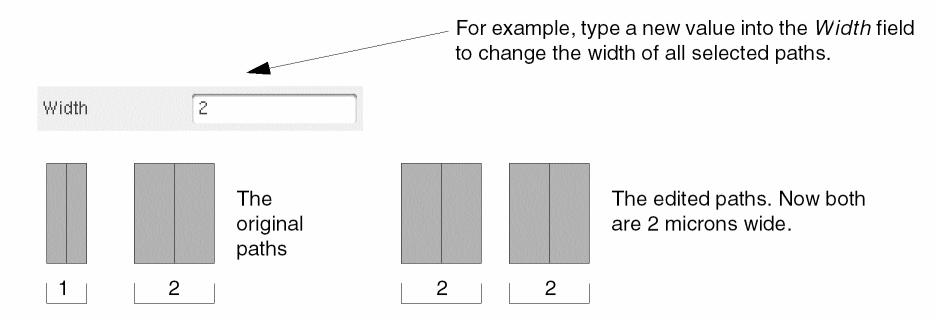 For example, type a new value into the Width field
to change the width of all selected paths.
Width 2
The
original
paths
The edited paths. Now both
are 2 microns wide.
1 2 2 2